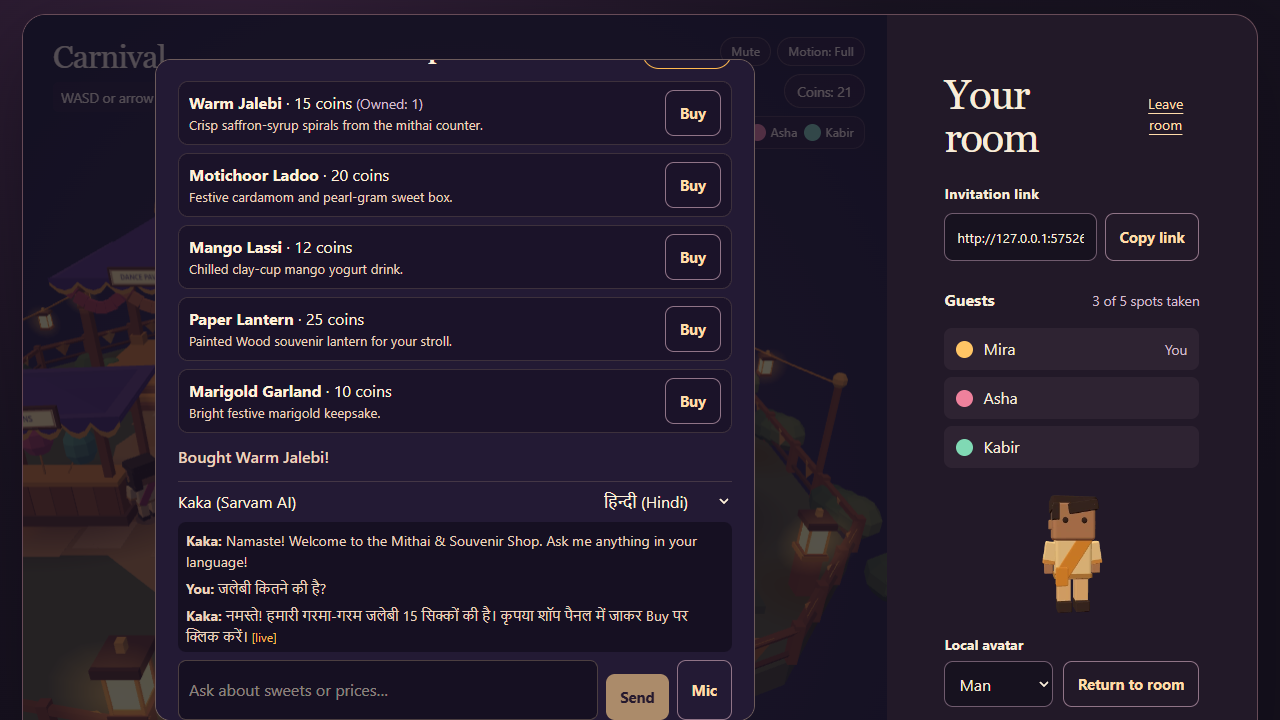 Carnival
Mute
Motion: Full
WASD or arrow
Coins: 21
Asha
Kabir
Warm Jalebi · 15 coins (Owned: 1)
Crisp saffron-syrup spirals from the mithai counter.
Buy
Motichoor Ladoo · 20 coins
Festive cardamom and pearl-gram sweet box.
Buy
Mango Lassi · 12 coins
Chilled clay-cup mango yogurt drink.
Buy
Paper Lantern · 25 coins
Painted Wood souvenir lantern for your stroll.
Buy
Marigold Garland · 10 coins
Bright festive marigold keepsake.
Buy
Bought Warm Jalebi!
Kaka (Sarvam AI)
हिन्दी (Hindi)
Kaka: Namaste! Welcome to the Mithai & Souvenir Shop. Ask me anything in your
language!
You: जलेबी कितने की है?
Kaka: नमस्ते! हमारी गरमा-गरम जलेबी 15 सिक्कों की है। कृपया शॉप पैनल में जाकर Buy पर
क्लिक करें। [live]
Ask about sweets or prices...
Send
Mic
Your
room
Leave
room
Invitation link
http://127.0.0.1:57526
Copy link
Guests
3 of 5 spots taken
Mira
You
Asha
Kabir
Local avatar
Man
Return to room